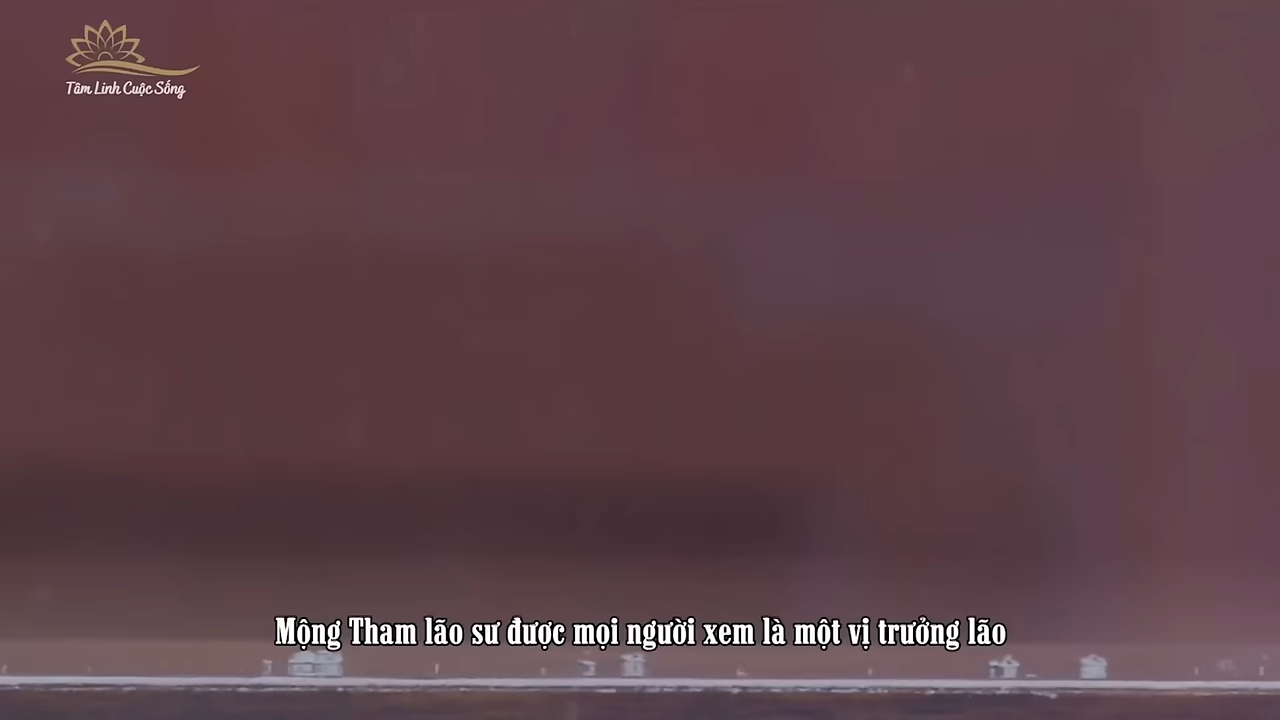 Tâm Linh Cuộc Sống
Mộng Tham lão sư được mọi người xem là một vị trưởng lão